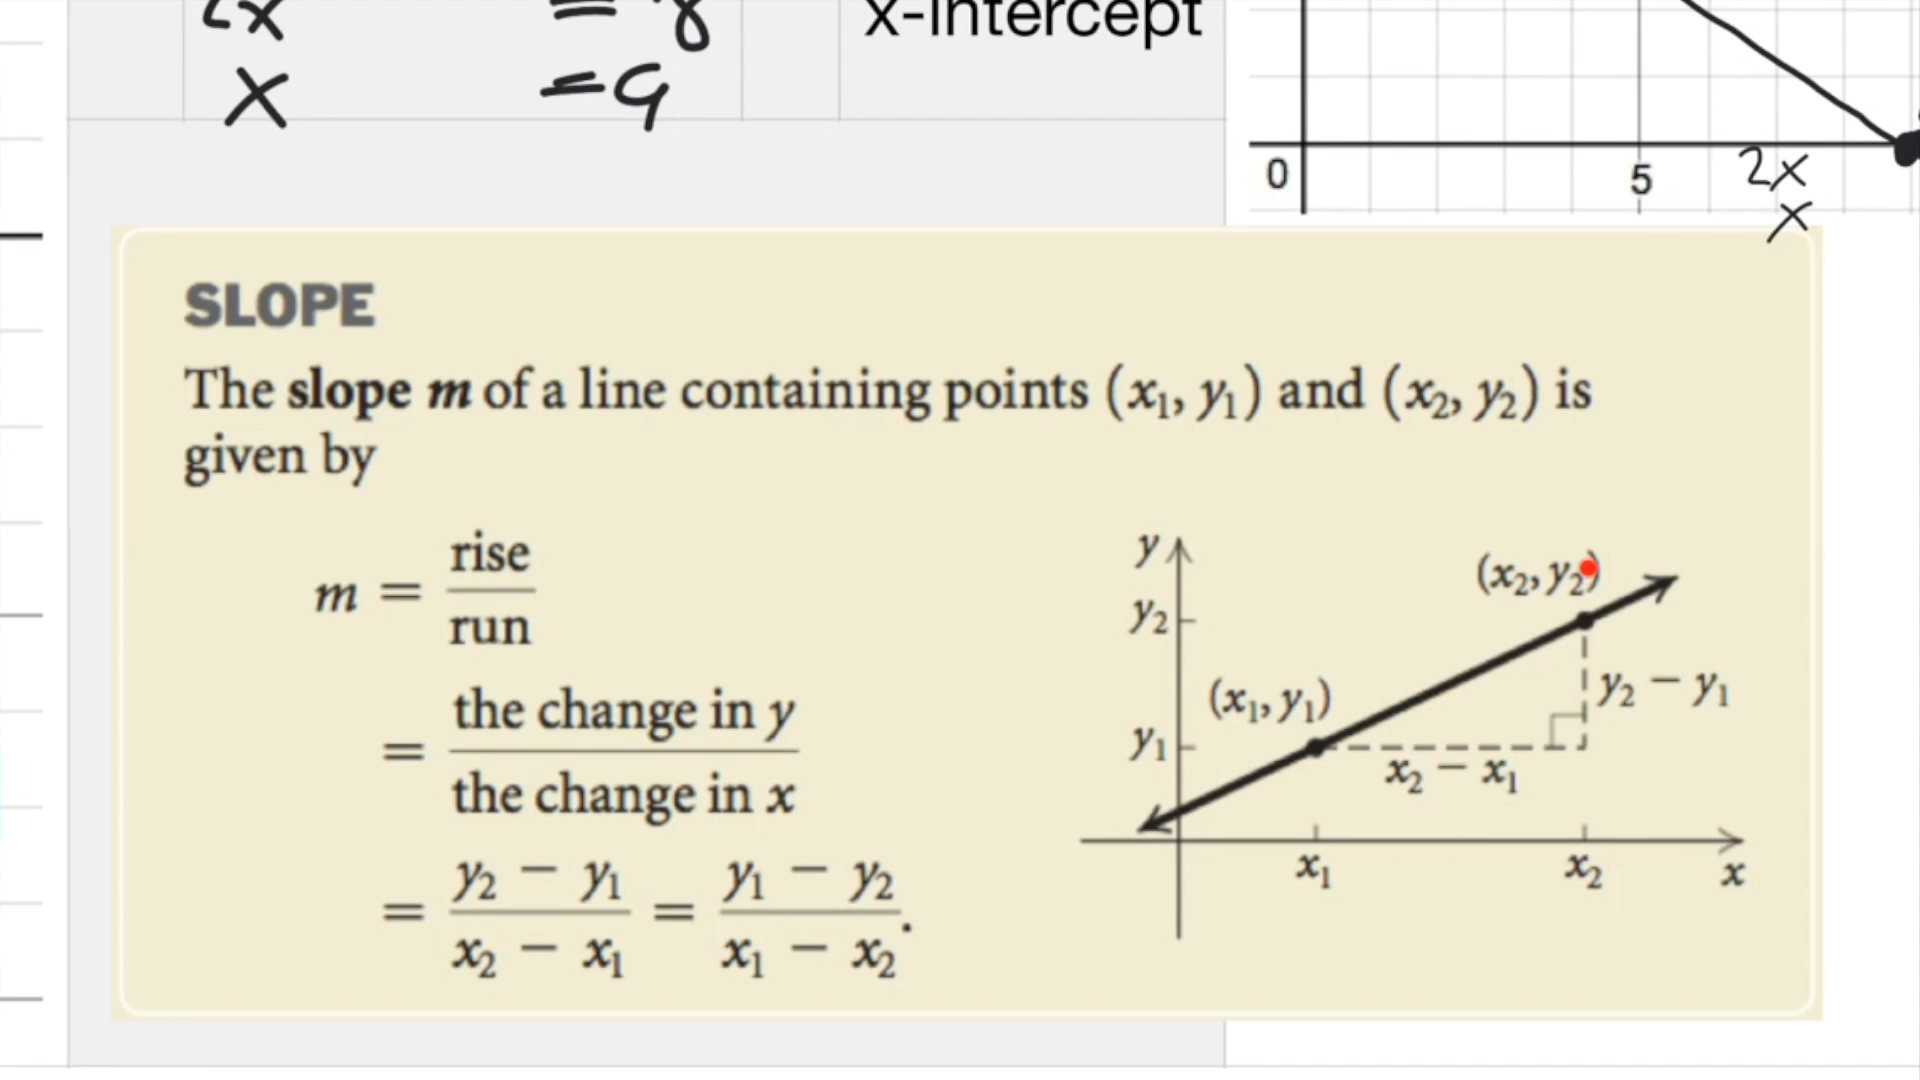 2x = 8
x-intercept
x = 9
0 5 2x
x
SLOPE
The slope m of a line containing points (x₁, y₁) and (x₂, y₂) is
given by
m = rise / run
= the change in y / the change in x
= y₂ − y₁ / x₂ − x₁ = y₁ − y₂ / x₁ − x₂.
y
(x₂, y₂)
y₂
y₂ − y₁
(x₁, y₁)
y₁
x₂ − x₁
x₁ x₂ x